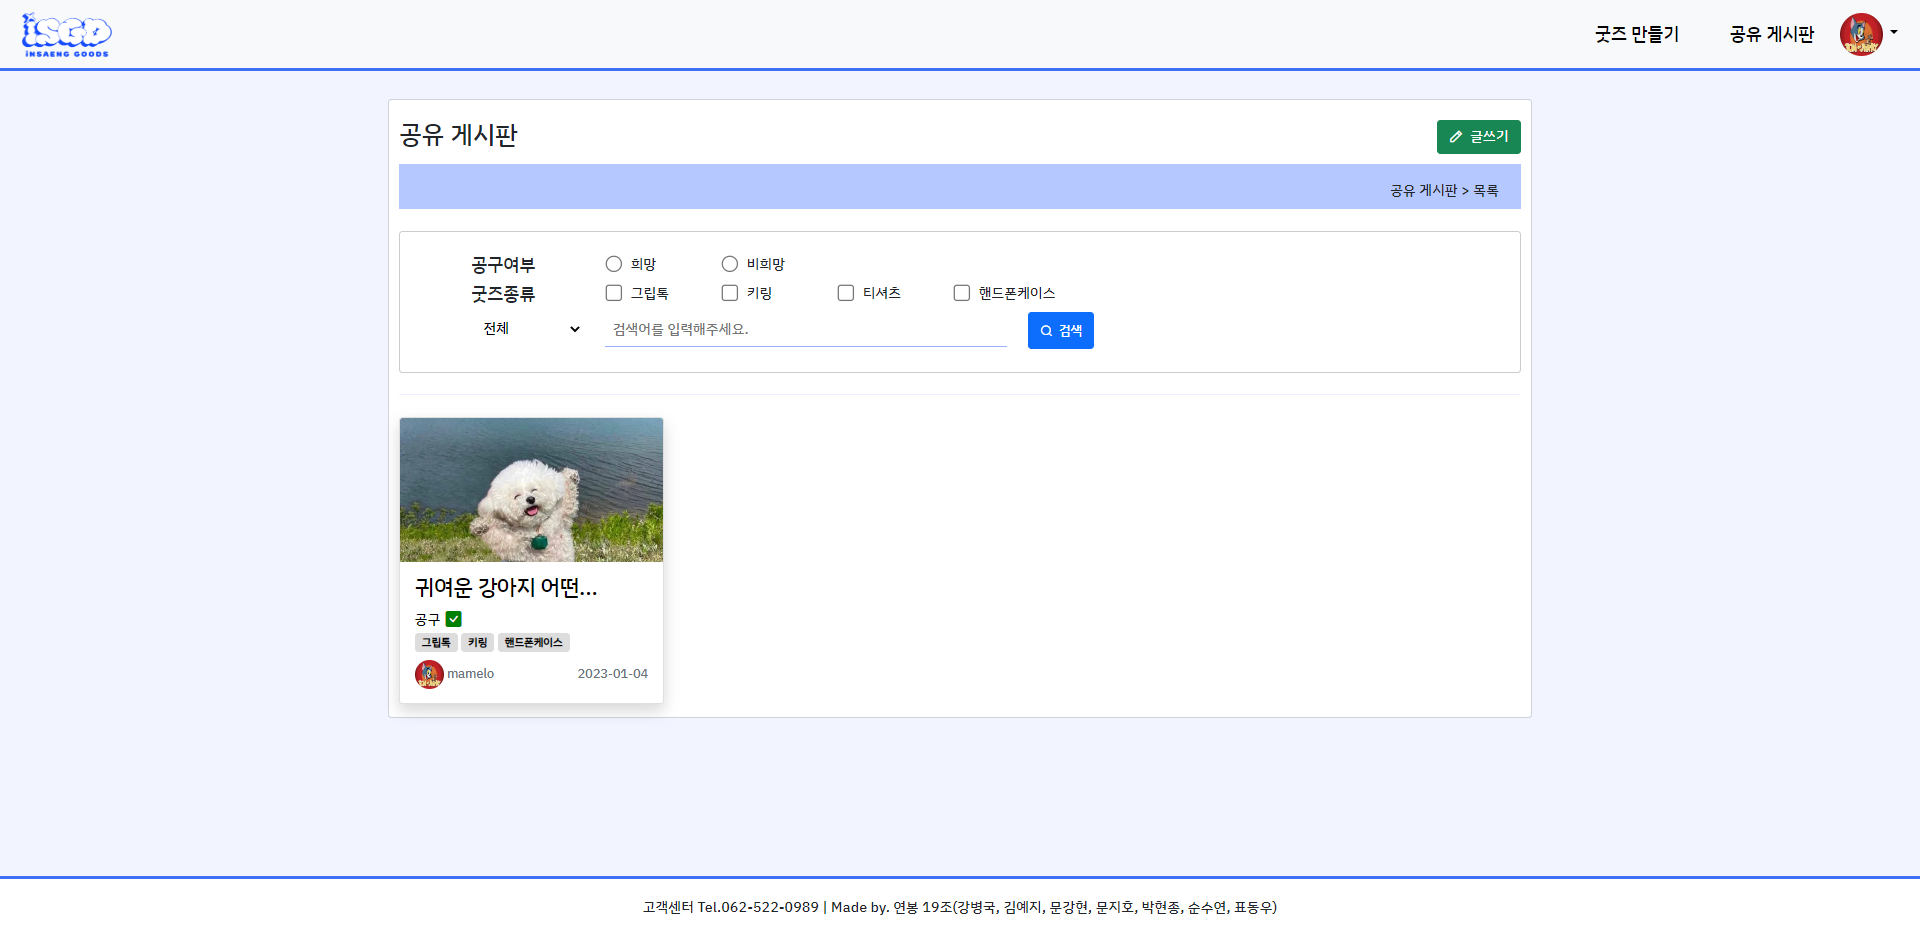 iSGD
iNSAENG GOODS
굿즈 만들기
공유 게시판
공유 게시판
글쓰기
공유 게시판 > 목록
공구여부
희망
비희망
굿즈종류
그립톡
키링
티셔츠
핸드폰케이스
전체
검색어를 입력해주세요.
검색
귀여운 강아지 어떤...
공구
그립톡 키링 핸드폰케이스
mamelo
2023-01-04
고객센터 Tel.062-522-0989 | Made by. 연봉 19조(강병국, 김예지, 문강현, 문지호, 박현종, 순수연, 표동우)